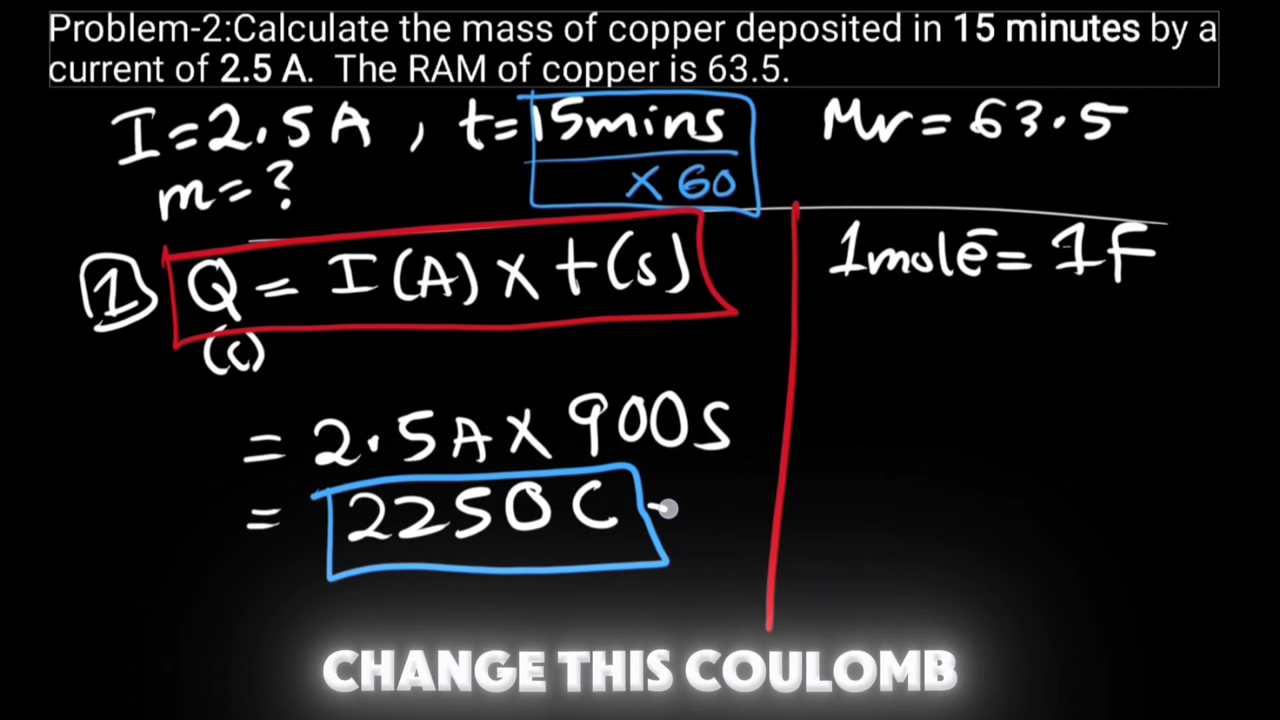 Problem-2:Calculate the mass of copper deposited in 15 minutes by a
current of 2.5 A. The RAM of copper is 63.5.
I=2.5A, t=15mins Mr=63.5
x 60
m=?
① Q = I(A) x t(s)
(c)
1mole̅= 1F
= 2.5A x 900s
= 2250C
CHANGE THIS COULOMB